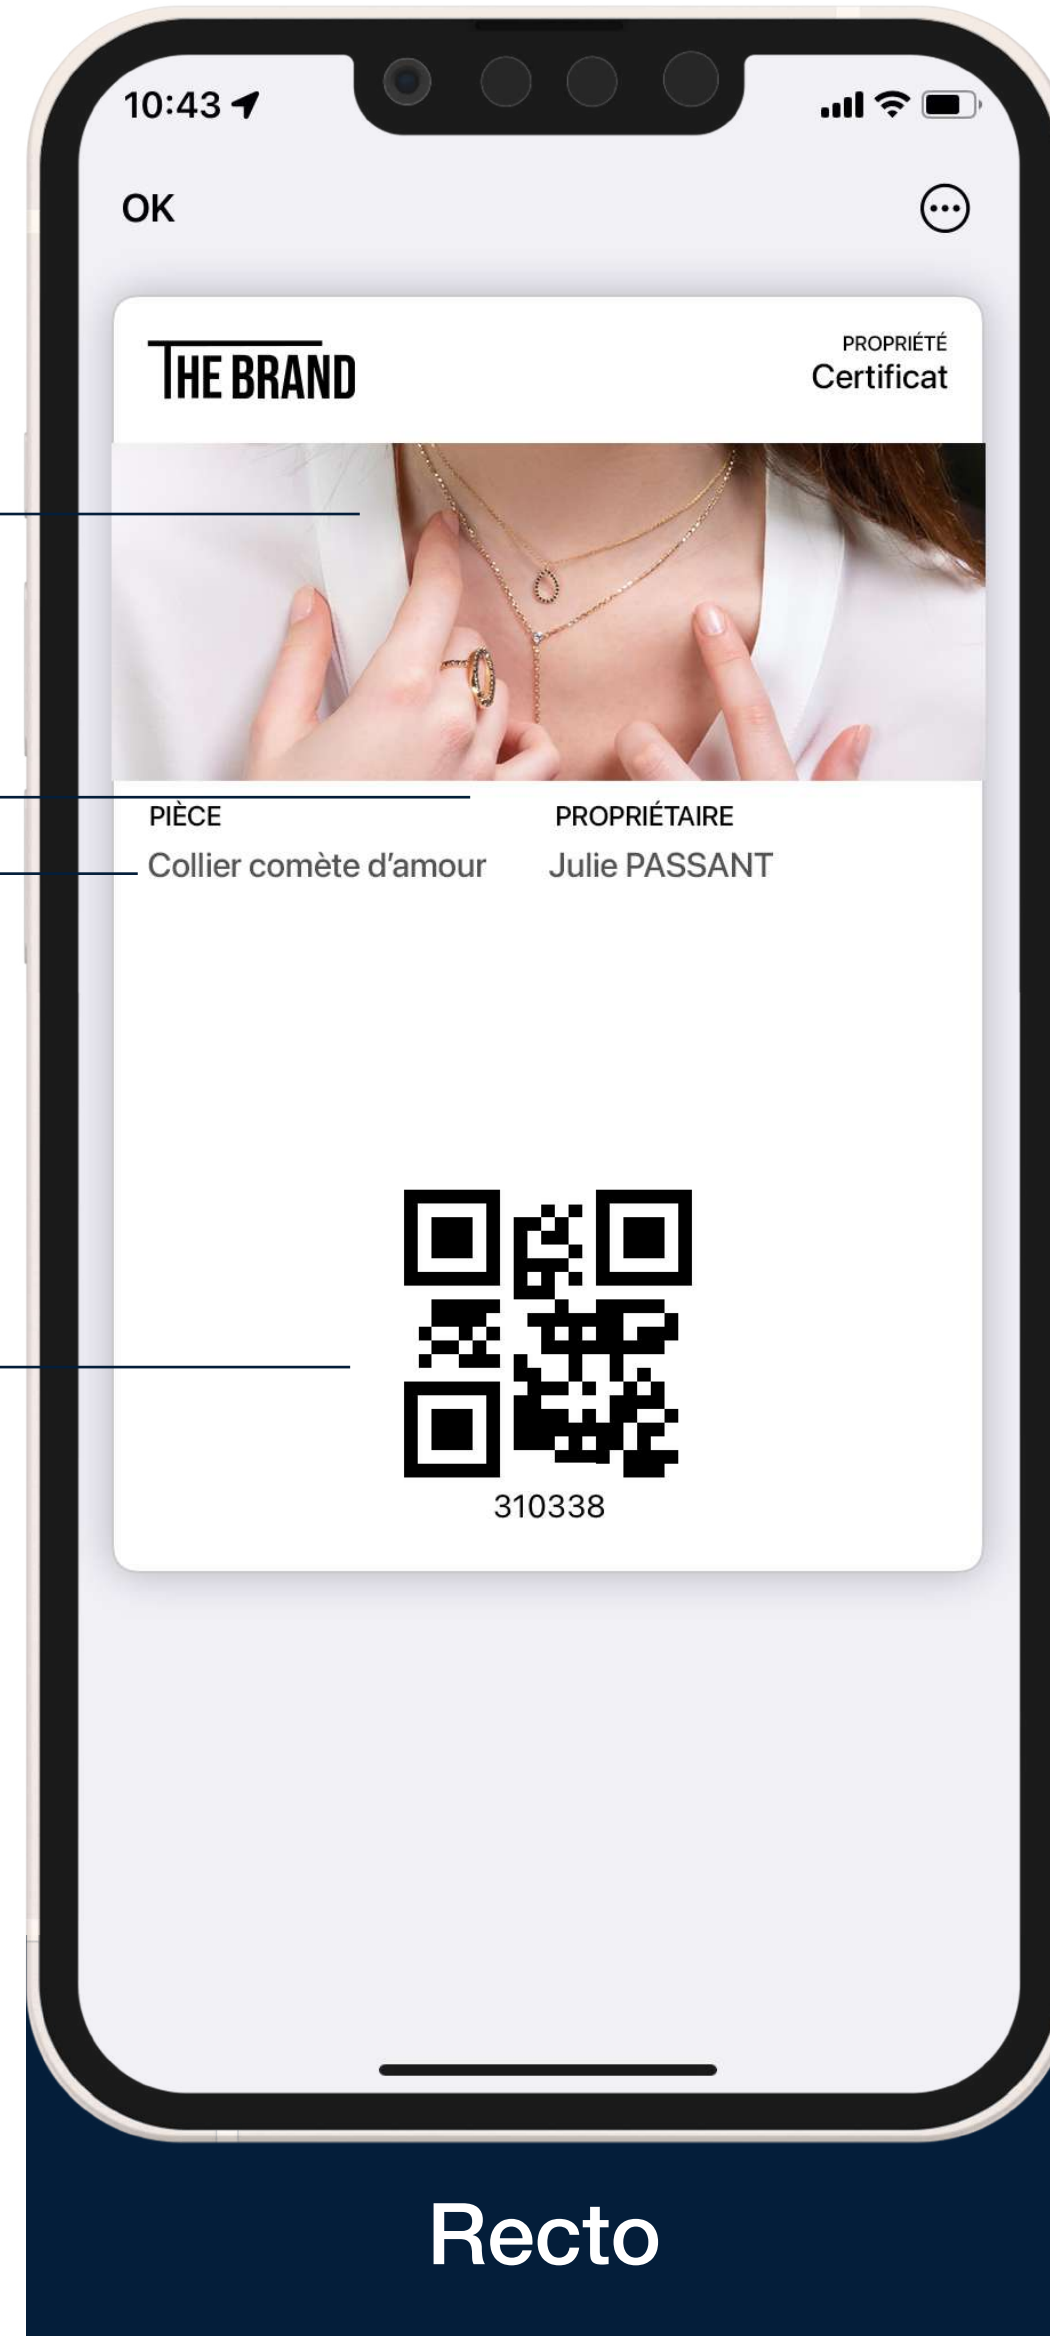 10:43
OK
THE BRAND
PROPRIÉTÉ
Certificat
PIÈCE
PROPRIÉTAIRE
Collier comète d’amour
Julie PASSANT
310338
Recto